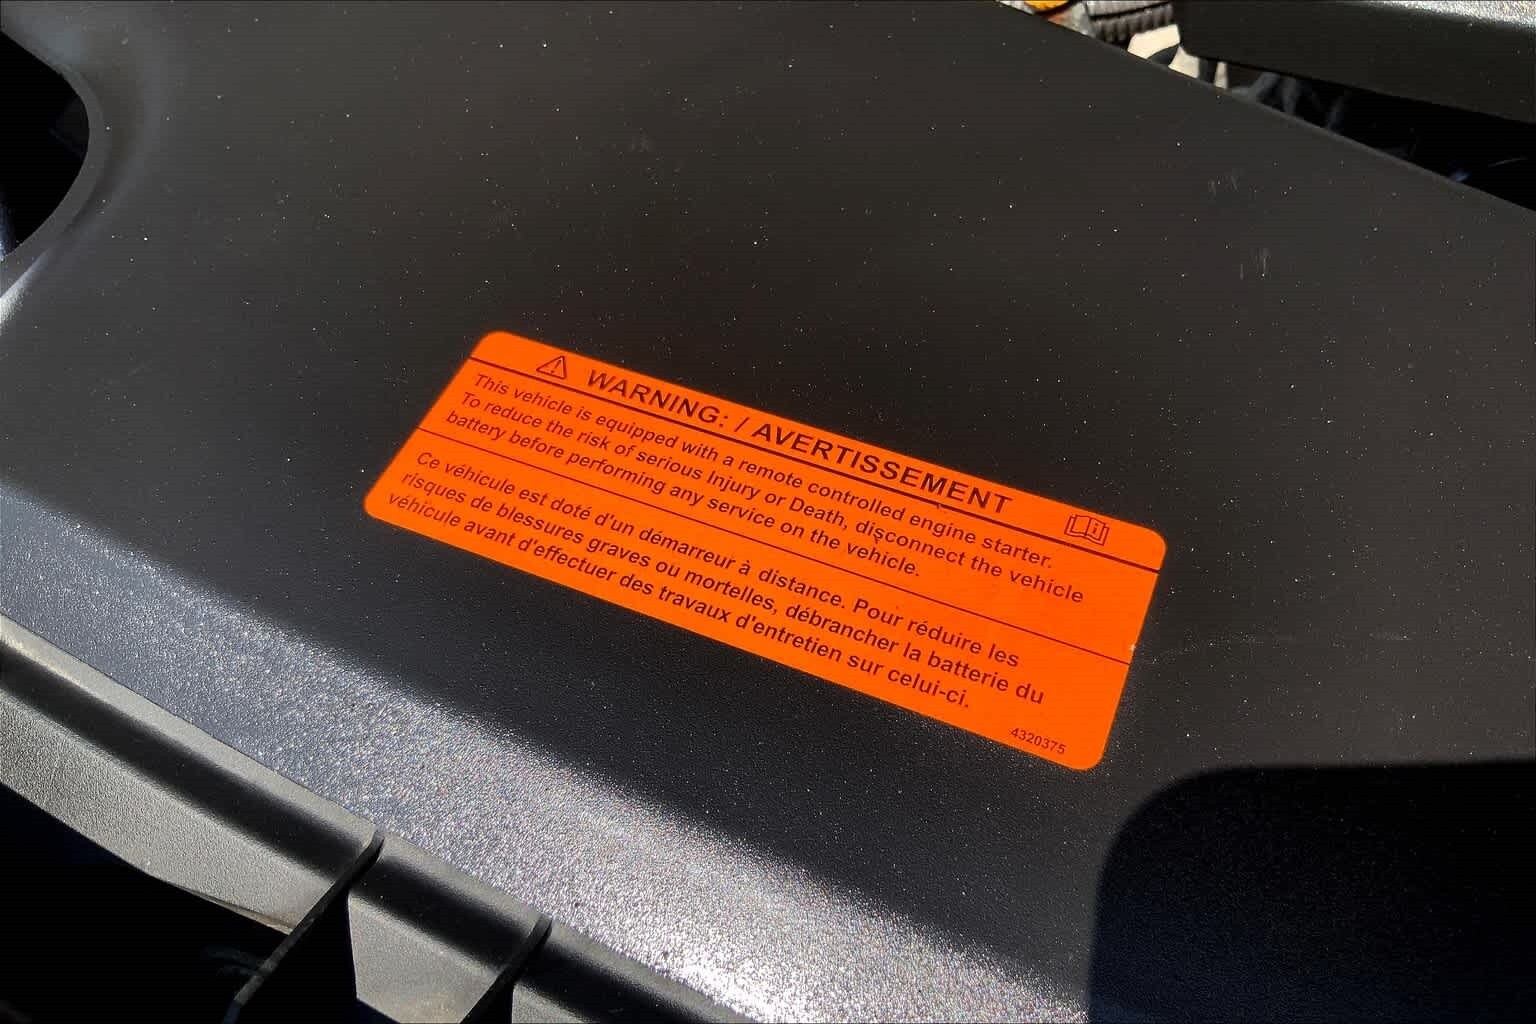 WARNING: / AVERTISSEMENT
This vehicle is equipped with a remote controlled engine starter.
To reduce the risk of serious Injury or Death, disconnect the vehicle
battery before performing any service on the vehicle.
Ce véhicule est doté d'un démarreur à distance. Pour réduire les
risques de blessures graves ou mortelles, débrancher la batterie du
véhicule avant d'effectuer des travaux d'entretien sur celui-ci.
4320375